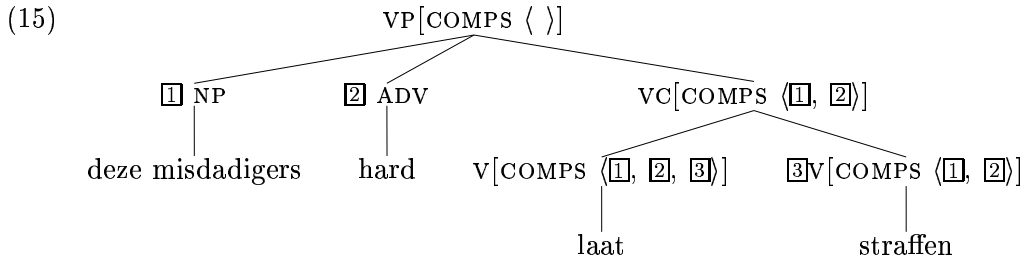 (15) VP[COMPS ⟨ ⟩]
1 NP 2 ADV VC[COMPS ⟨1, 2⟩]
deze misdadigers hard V[COMPS ⟨1, 2, 3⟩] 3V[COMPS ⟨1, 2⟩]
laat straffen